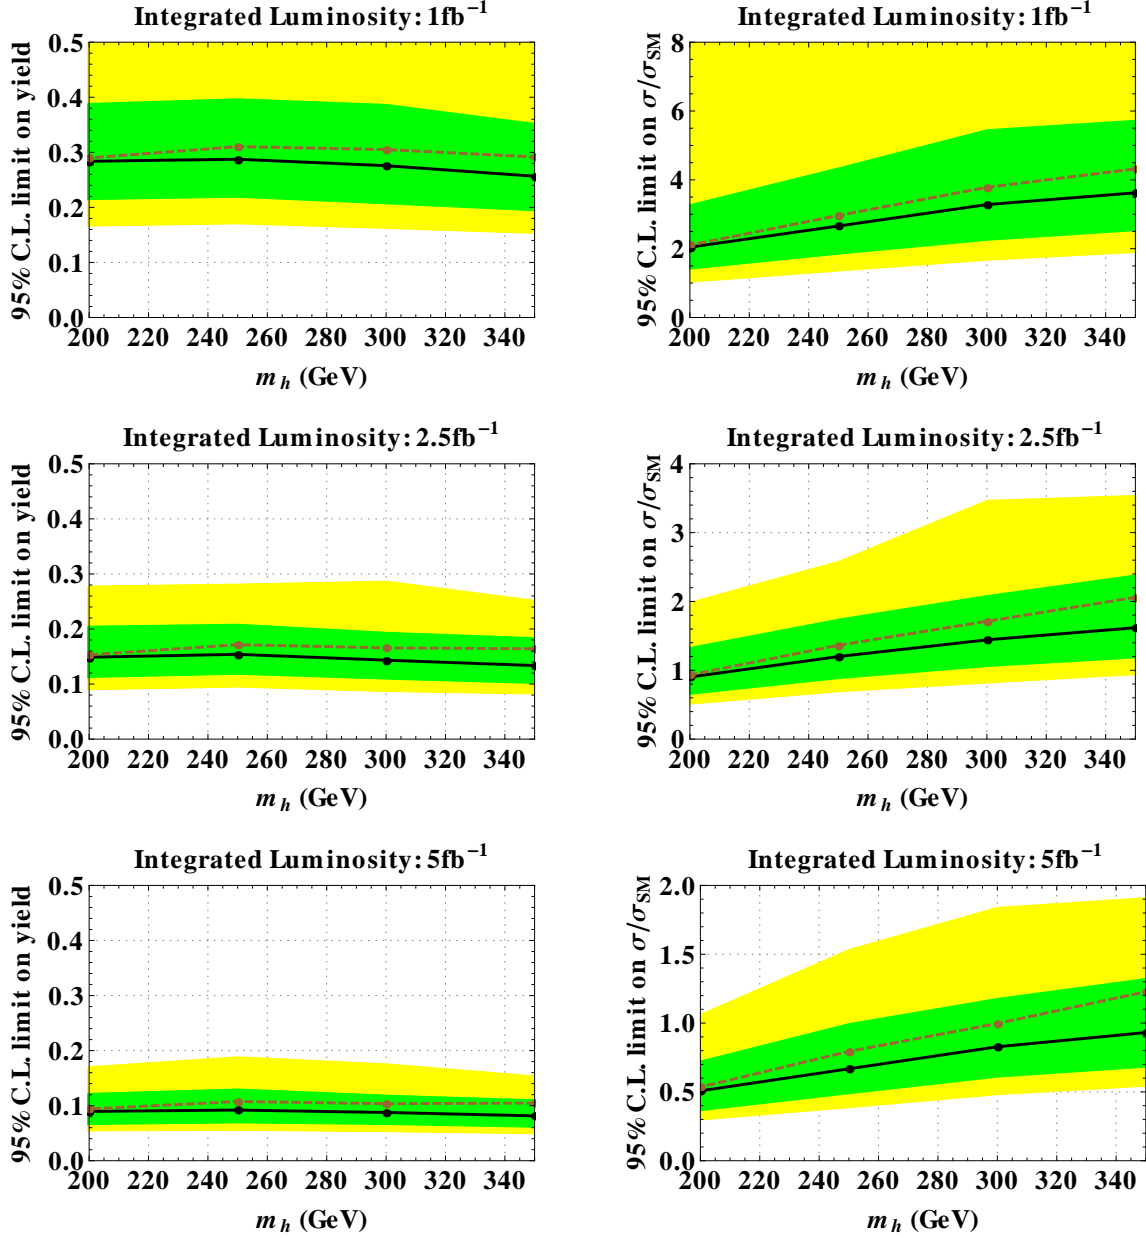 Integrated Luminosity: 1fb⁻¹
95% C.L. limit on yield
0.5
0.4
0.3
0.2
0.1
0.0
200 220 240 260 280 300 320 340
m_h (GeV)
Integrated Luminosity: 1fb⁻¹
95% C.L. limit on σ/σ_SM
8
6
4
2
0
200 220 240 260 280 300 320 340
m_h (GeV)
Integrated Luminosity: 2.5fb⁻¹
95% C.L. limit on yield
0.5
0.4
0.3
0.2
0.1
0.0
200 220 240 260 280 300 320 340
m_h (GeV)
Integrated Luminosity: 2.5fb⁻¹
95% C.L. limit on σ/σ_SM
4
3
2
1
0
200 220 240 260 280 300 320 340
m_h (GeV)
Integrated Luminosity: 5fb⁻¹
95% C.L. limit on yield
0.5
0.4
0.3
0.2
0.1
0.0
200 220 240 260 280 300 320 340
m_h (GeV)
Integrated Luminosity: 5fb⁻¹
95% C.L. limit on σ/σ_SM
2.0
1.5
1.0
0.5
0.0
200 220 240 260 280 300 320 340
m_h (GeV)